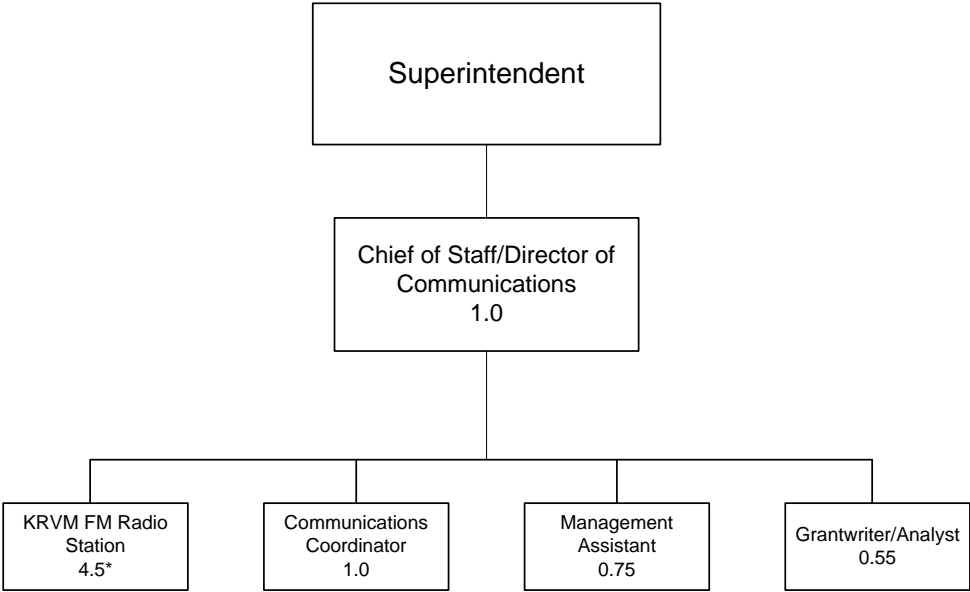 Superintendent
Chief of Staff/Director of
Communications
1.0
KRVM FM Radio
Station
4.5*
Communications
Coordinator
1.0
Management
Assistant
0.75
Grantwriter/Analyst
0.55